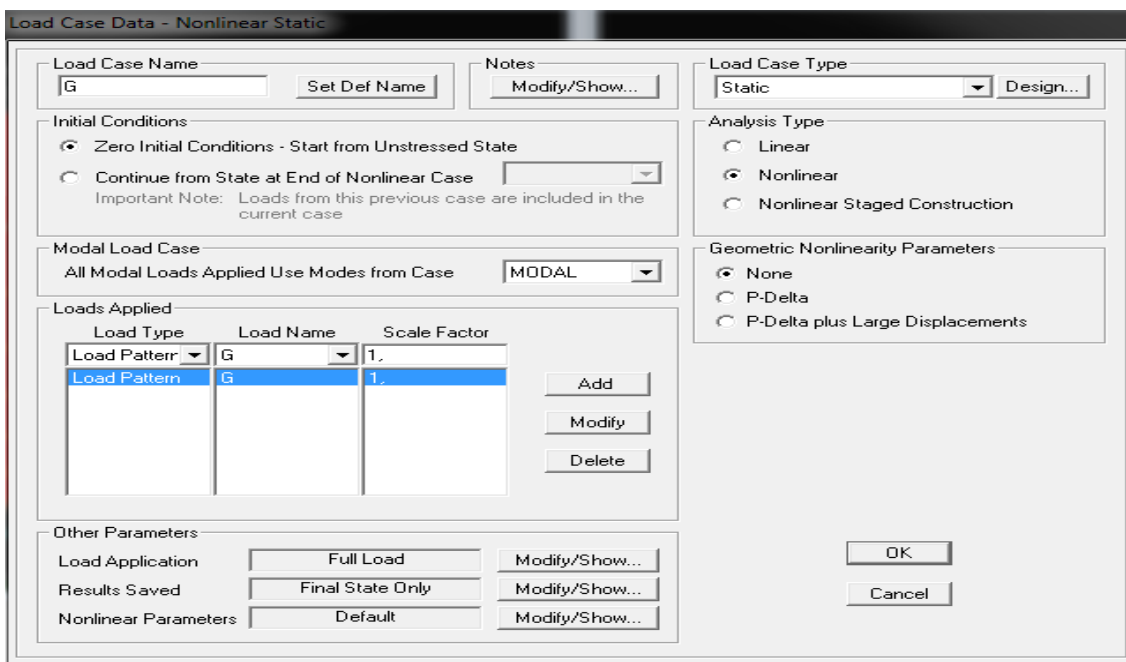 Load Case Data - Nonlinear Static
Load Case Name
G
Set Def Name
Notes
Modify/Show...
Load Case Type
Static
Design...
Initial Conditions
Zero Initial Conditions - Start from Unstressed State
Continue from State at End of Nonlinear Case
Important Note: Loads from this previous case are included in the
current case
Analysis Type
Linear
Nonlinear
Nonlinear Staged Construction
Modal Load Case
All Modal Loads Applied Use Modes from Case
MODAL
Geometric Nonlinearity Parameters
None
P-Delta
P-Delta plus Large Displacements
Loads Applied
Load Type Load Name Scale Factor
Load Pattern G 1,
Load Pattern G 1,
Add
Modify
Delete
Other Parameters
Load Application Full Load Modify/Show...
Results Saved Final State Only Modify/Show...
Nonlinear Parameters Default Modify/Show...
OK
Cancel